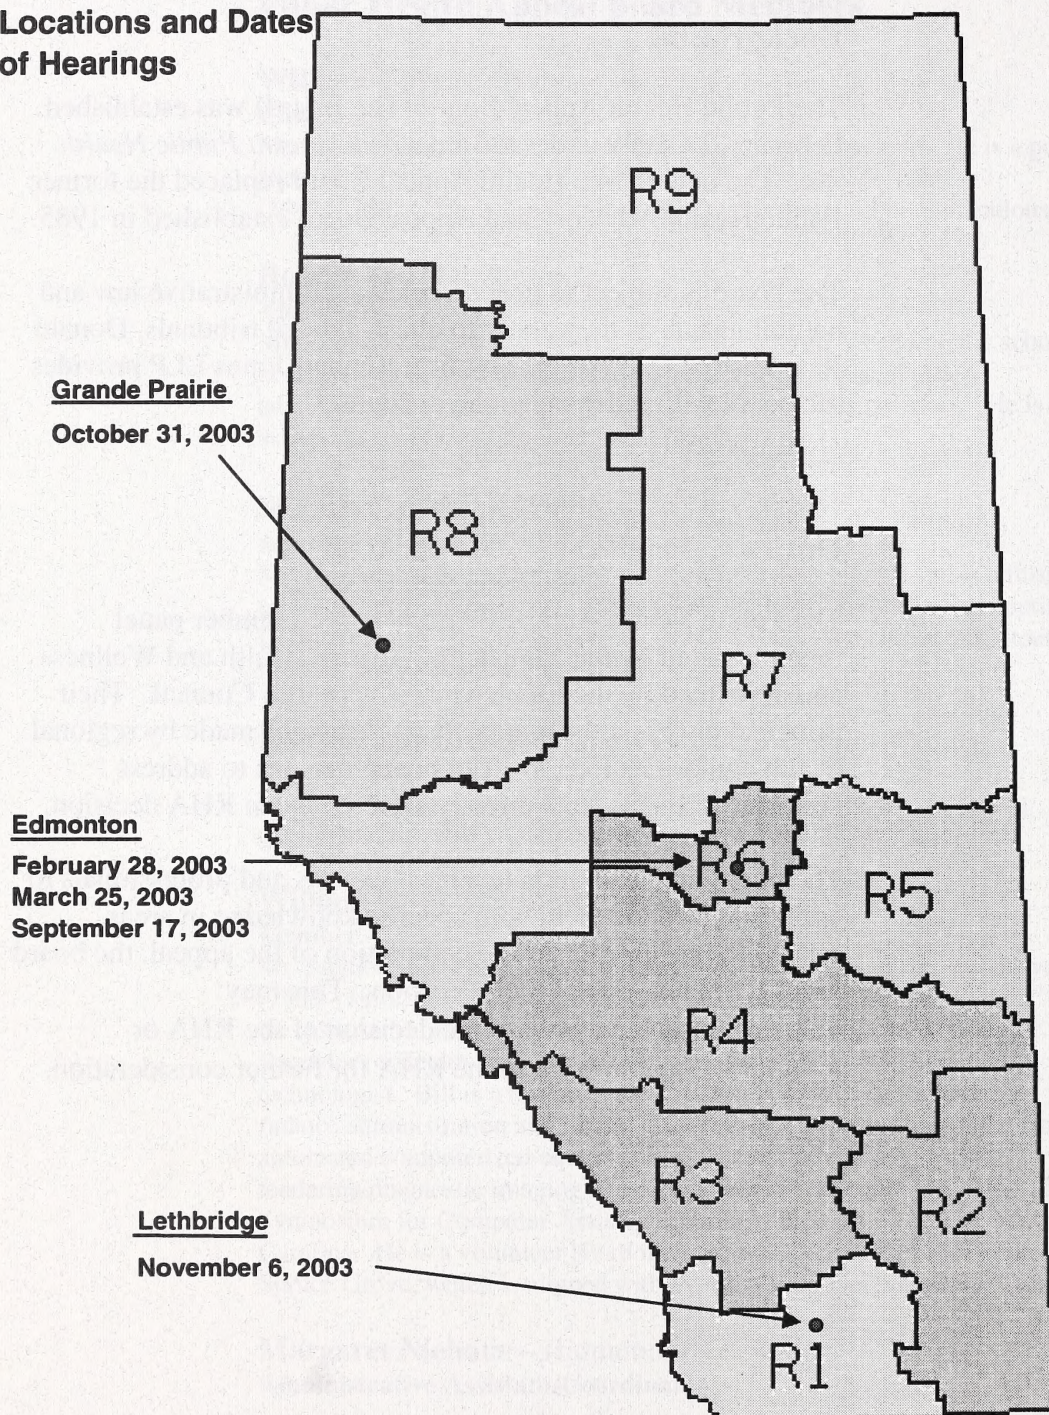 Locations and Dates
of Hearings
R9
Grande Prairie
October 31, 2003
R8
R7
Edmonton
February 28, 2003
March 25, 2003
September 17, 2003
R6
R5
R4
R3
R2
Lethbridge
November 6, 2003
R1